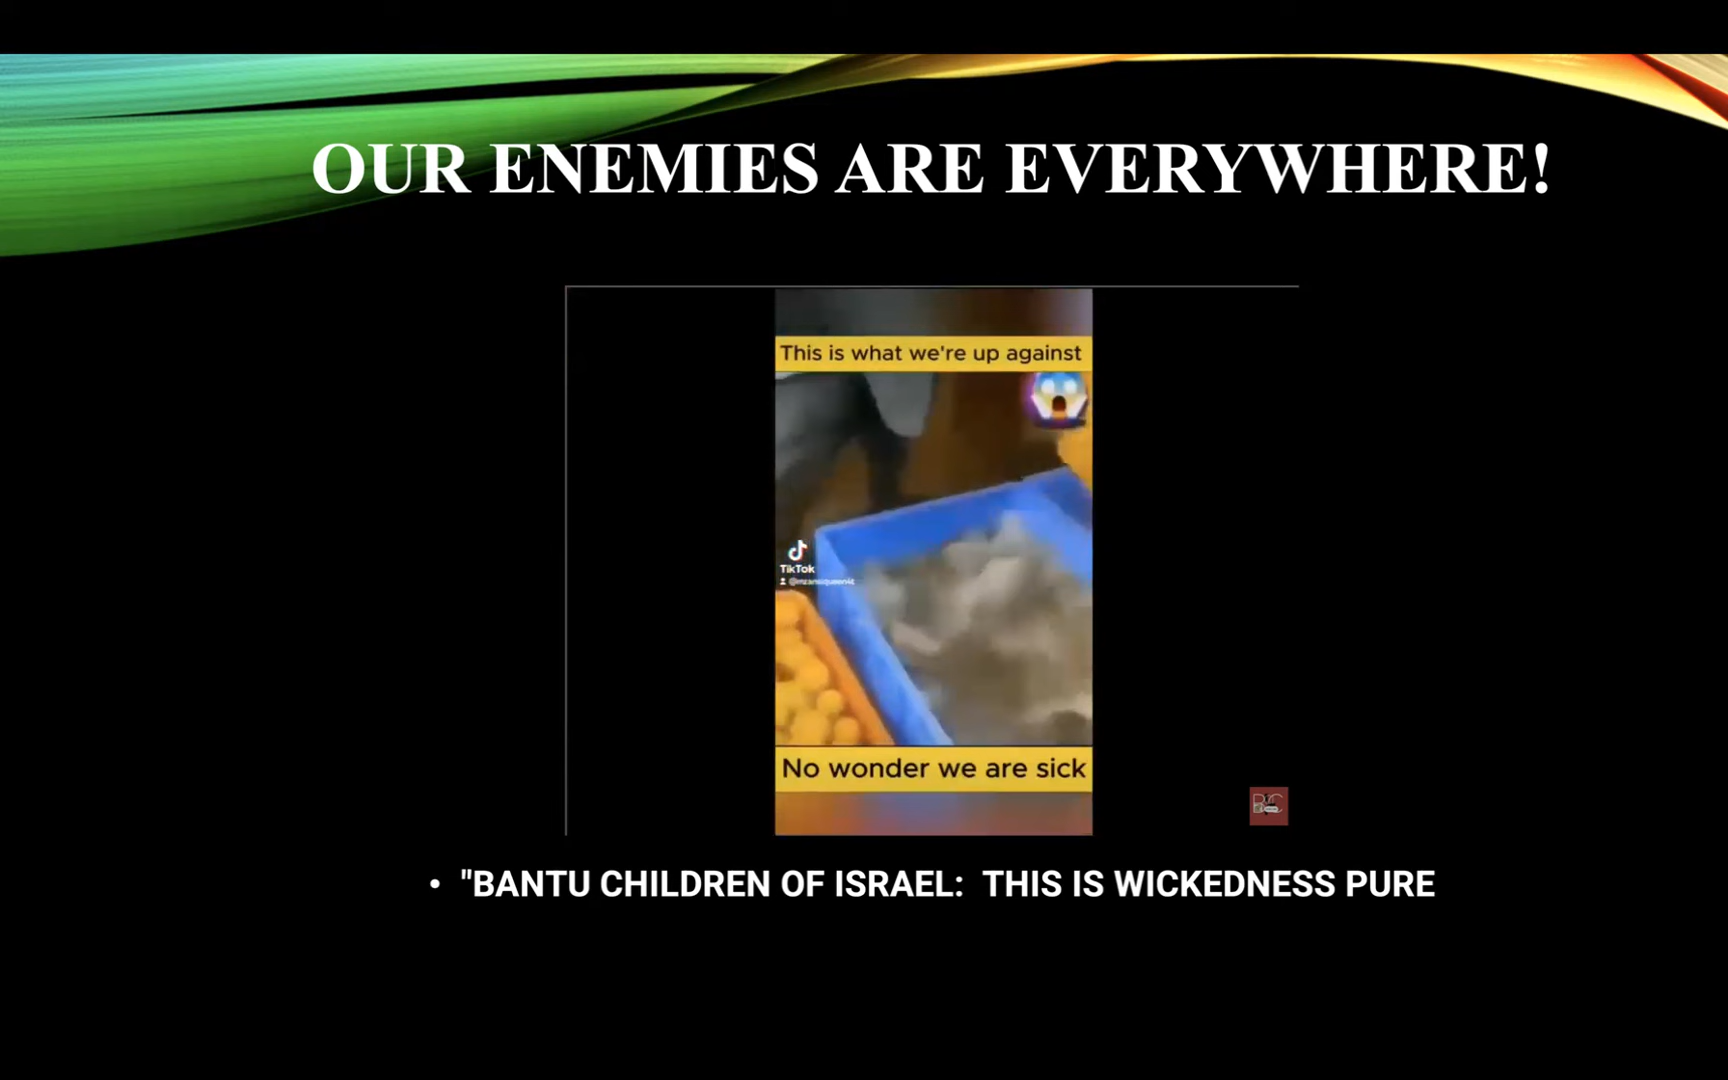 OUR ENEMIES ARE EVERYWHERE!
This is what we're up against
TikTok
No wonder we are sick
• "BANTU CHILDREN OF ISRAEL: THIS IS WICKEDNESS PURE